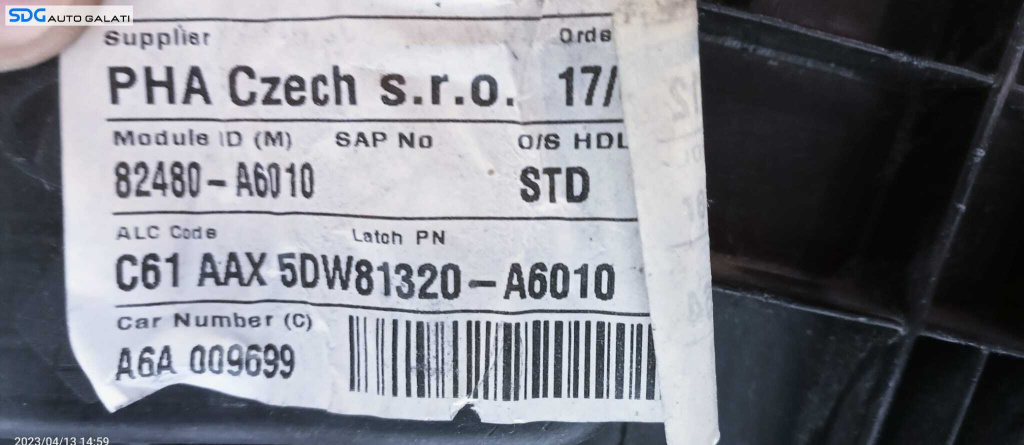 SDG AUTO GALATI
Supplier Orde
PHA Czech s.r.o. 17/
Module ID (M) SAP No O/S HDL
82480-A6010 STD
ALC Code Latch PN
C61 AAX 5DW81320-A6010
Car Number (C)
A6A 009699
2023/04/13 14:59